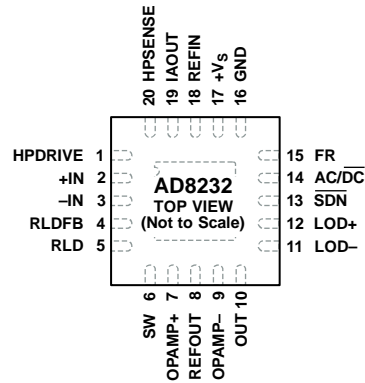 20 HPSENSE
19 IAOUT
18 REFIN
17 +VS
16 GND
HPDRIVE 1
+IN 2
–IN 3
RLDFB 4
RLD 5
AD8232
TOP VIEW
(Not to Scale)
15 FR
14 AC/DC
13 SDN
12 LOD+
11 LOD–
SW 6
OPAMP+ 7
REFOUT 8
OPAMP– 9
OUT 10